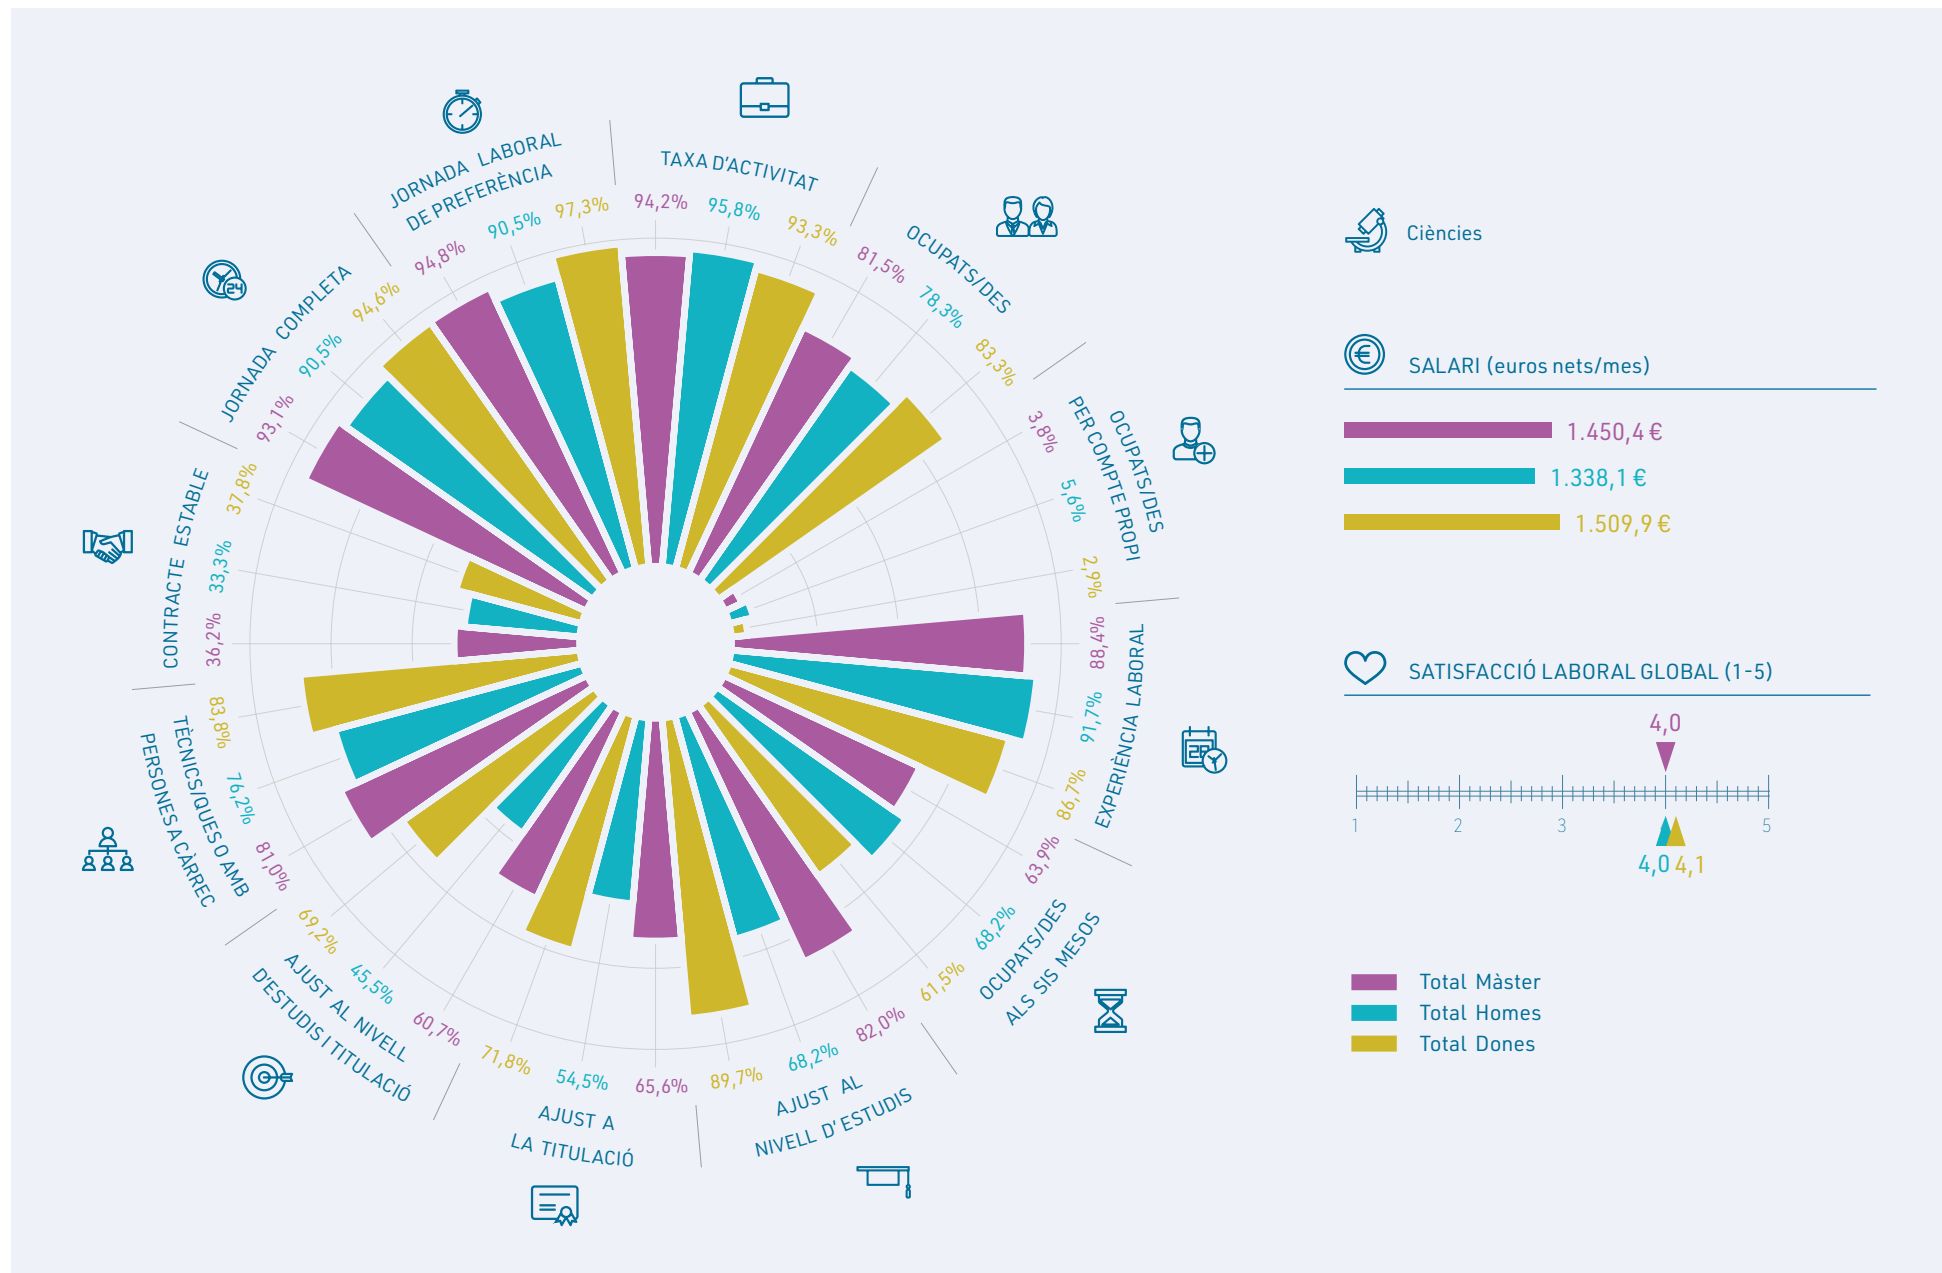 TAXA D'ACTIVITAT
94,2%
95,8%
93,3%
OCUPATS/DES
81,5%
78,3%
83,3%
OCUPATS/DES
PER COMPTE PROPI
3,8%
5,6%
2,9%
EXPERIÈNCIA LABORAL
88,4%
91,7%
86,7%
OCUPATS/DES
ALS SIS MESOS
63,9%
68,2%
61,5%
AJUST AL
NIVELL D'ESTUDIS
82,0%
68,2%
89,7%
AJUST A
LA TITULACIÓ
65,6%
54,5%
71,8%
AJUST AL NIVELL
D'ESTUDIS I TITULACIÓ
60,7%
45,5%
69,2%
TÈCNICS/QUES O AMB
PERSONES A CÀRREC
81,0%
76,2%
83,8%
CONTRACTE ESTABLE
36,2%
33,3%
37,8%
JORNADA COMPLETA
93,1%
90,5%
94,6%
24
JORNADA LABORAL
DE PREFERÈNCIA
94,8%
90,5%
97,3%
Ciències
€
SALARI (euros nets/mes)
1.450,4 €
1.338,1 €
1.509,9 €
SATISFACCIÓ LABORAL GLOBAL (1-5)
4,0
1 2 3 5
4,0 4,1
Total Màster
Total Homes
Total Dones